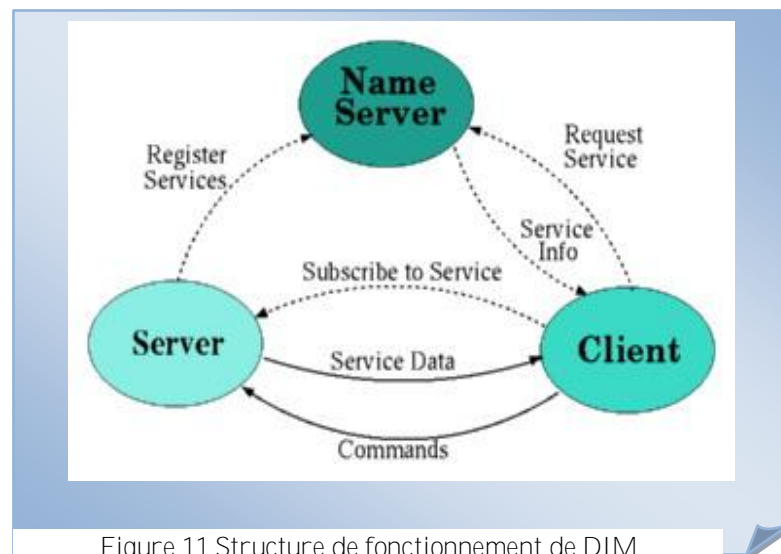 Name
Server
Register
Services
Request
Service
Service
Info
Subscribe to Service
Server
Client
Service Data
Commands
Figure 11 Structure de fonctionnement de DIM